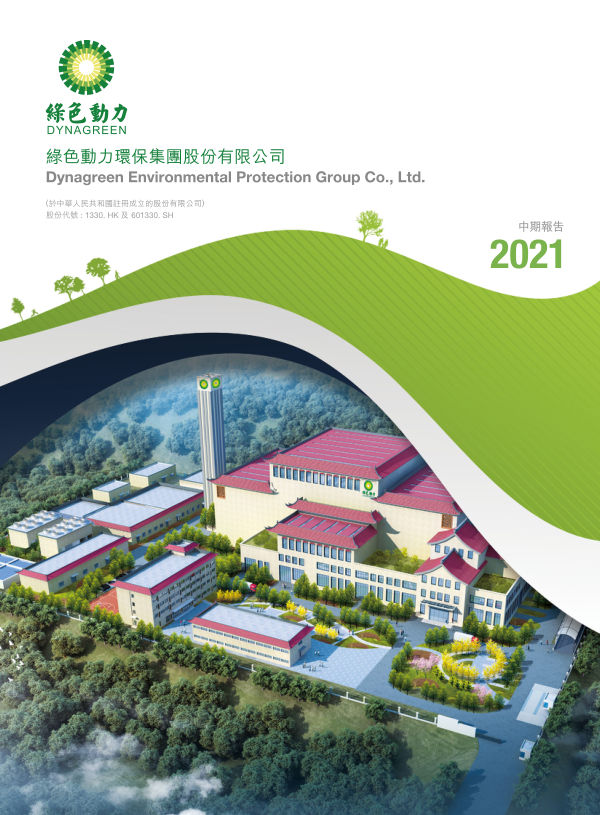 綠色動力
DYNAGREEN
綠色動力環保集團股份有限公司
Dynagreen Environmental Protection Group Co., Ltd.
(於中華人民共和國註冊成立的股份有限公司)
股份代號 : 1330. HK 及 601330. SH
中期報告
2021